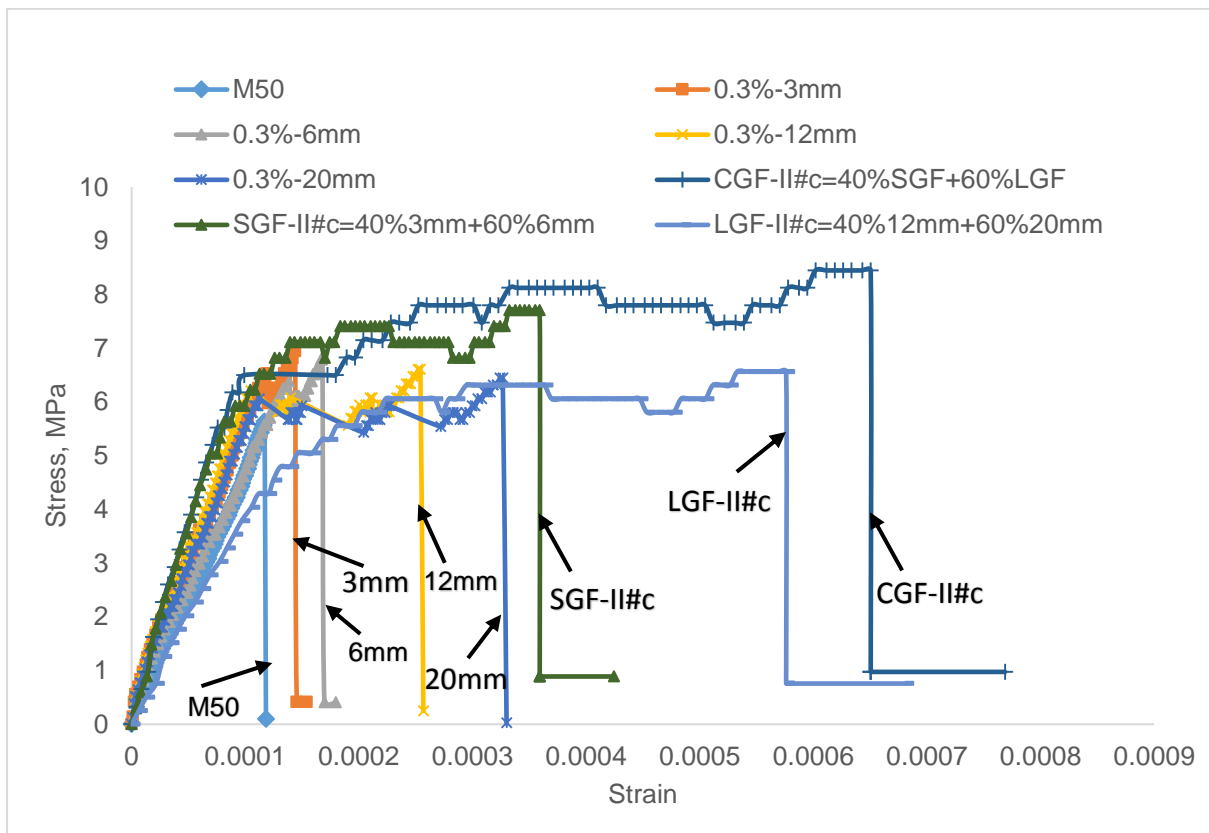 M50
0.3%-3mm
0.3%-6mm
0.3%-12mm
0.3%-20mm
CGF-II#c=40%SGF+60%LGF
SGF-II#c=40%3mm+60%6mm
LGF-II#c=40%12mm+60%20mm
10
9
8
7
6
5
4
3
2
1
0
Stress, MPa
LGF-II#c
3mm
12mm
SGF-II#c
CGF-II#c
6mm
20mm
M50
0
0.0001
0.0002
0.0003
0.0004
0.0005
0.0006
0.0007
0.0008
0.0009
Strain